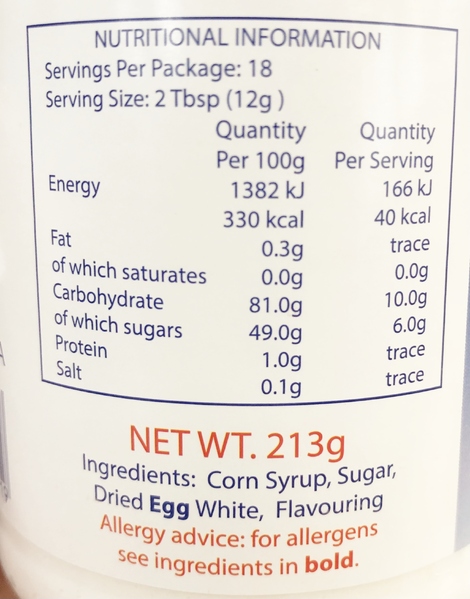 NUTRITIONAL INFORMATION
Servings Per Package: 18
Serving Size: 2 Tbsp (12g )
Quantity Quantity
Per 100g Per Serving
Energy 1382 kJ 166 kJ
330 kcal 40 kcal
Fat 0.3g trace
of which saturates 0.0g 0.0g
Carbohydrate 81.0g 10.0g
of which sugars 49.0g 6.0g
Protein 1.0g trace
Salt 0.1g trace
NET WT. 213g
Ingredients: Corn Syrup, Sugar,
Dried Egg White, Flavouring
Allergy advice: for allergens
see ingredients in bold.